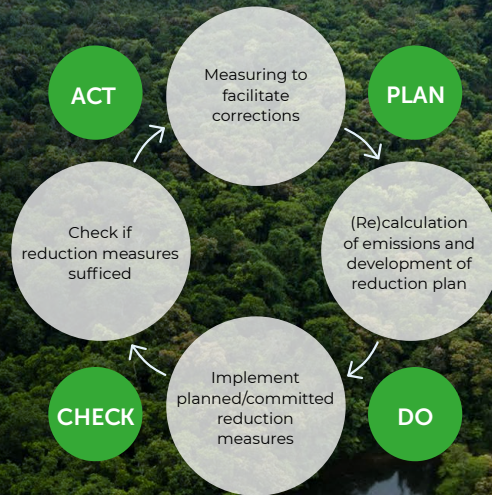 ACT
Measuring to
facilitate
corrections
PLAN
Check if
reduction measures
sufficed
(Re)calculation
of emissions and
development of
reduction plan
CHECK
Implement
planned/committed
reduction
measures
DO